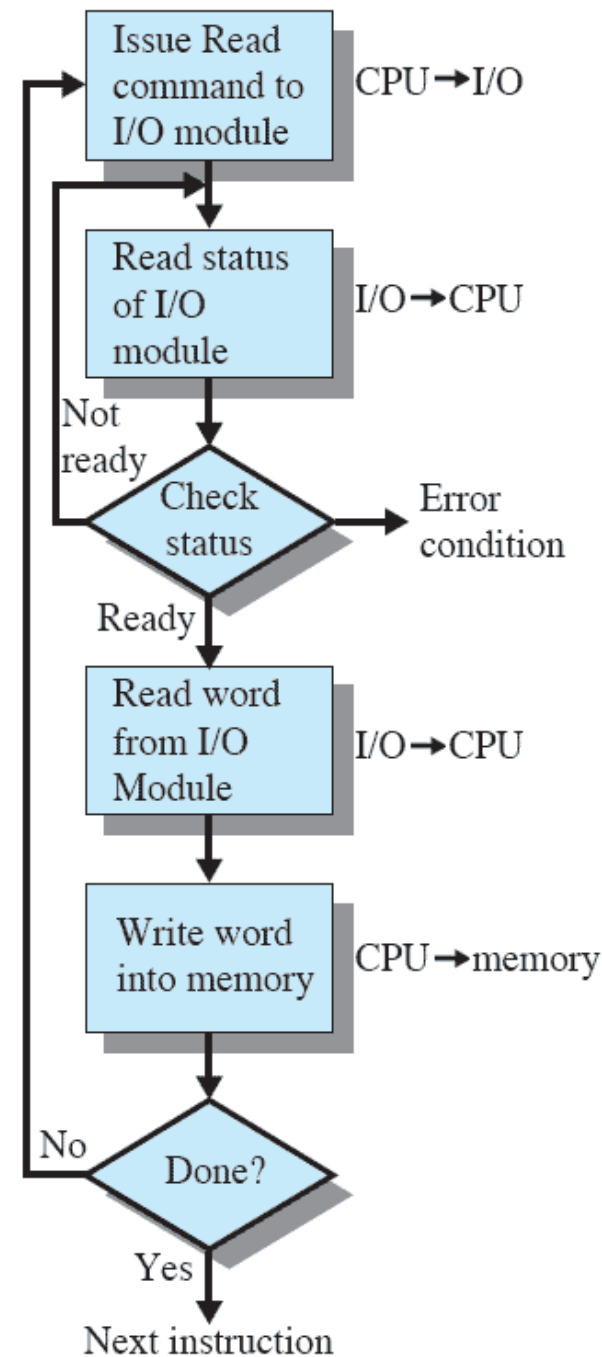 Issue Read
command to
I/O module
CPU→I/O
Read status
of I/O
module
I/O→CPU
Not
ready
Check
status
Error
condition
Ready
Read word
from I/O
Module
I/O→CPU
Write word
into memory
CPU→memory
No
Done?
Yes
Next instruction